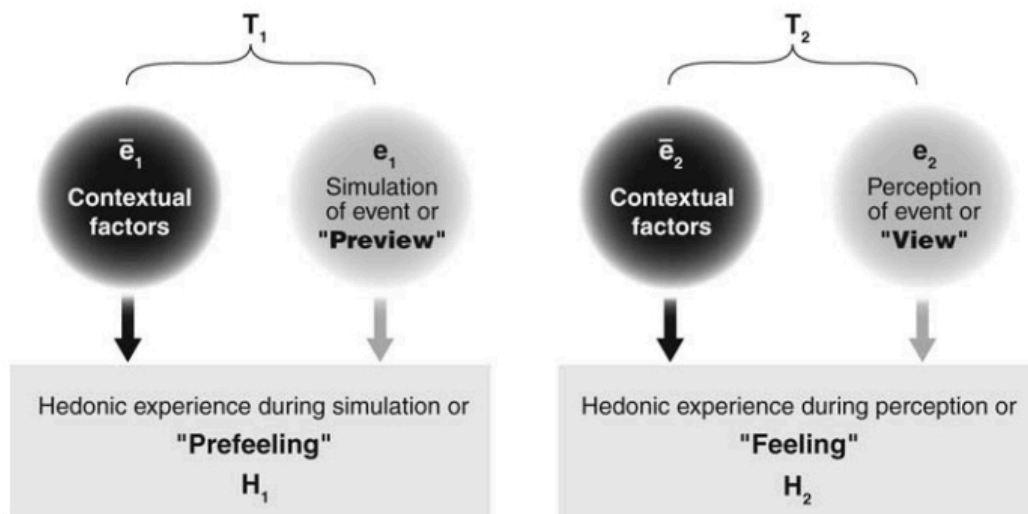 T₁
ē₁
Contextual
factors
e₁
Simulation
of event or
"Preview"
Hedonic experience during simulation or
"Prefeeling"
H₁
T₂
ē₂
Contextual
factors
e₂
Perception
of event or
"View"
Hedonic experience during perception or
"Feeling"
H₂